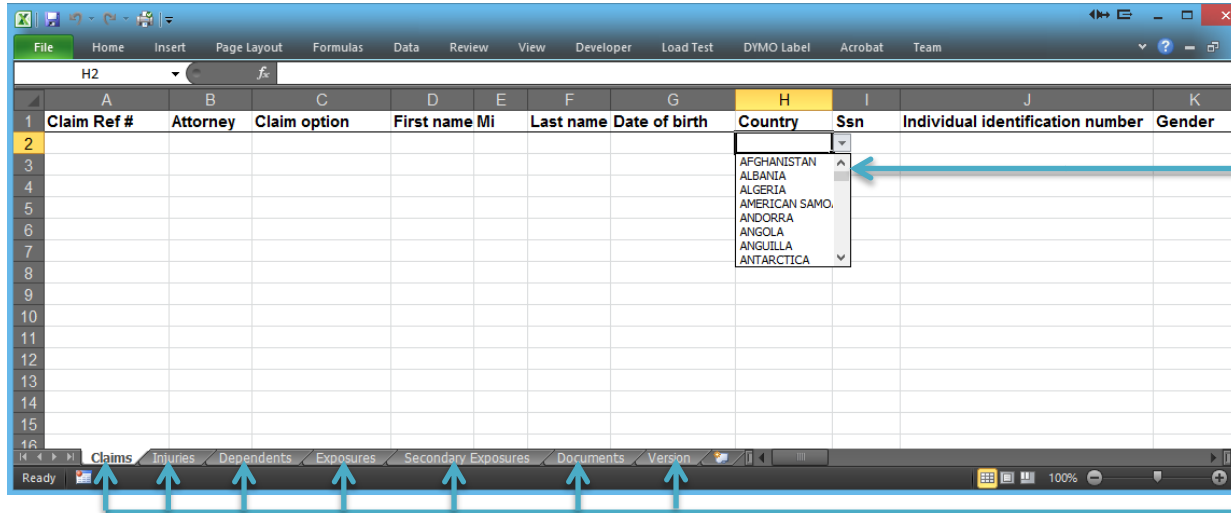 File Home Insert Page Layout Formulas Data Review View Developer Load Test DYMO Label Acrobat Team
H2 fx
A B C D E F G H I J K
1 Claim Ref # Attorney Claim option First name Mi Last name Date of birth Country Ssn Individual identification number Gender
2
3 AFGHANISTAN
ALBANIA
4 ALGERIA
5 AMERICAN SAMO
ANDORRA
6 ANGOLA
7 ANGUILLA
8 ANTARCTICA
9
10
11
12
13
14
15
16
Claims Injuries Dependents Exposures Secondary Exposures Documents Version
Ready 100%